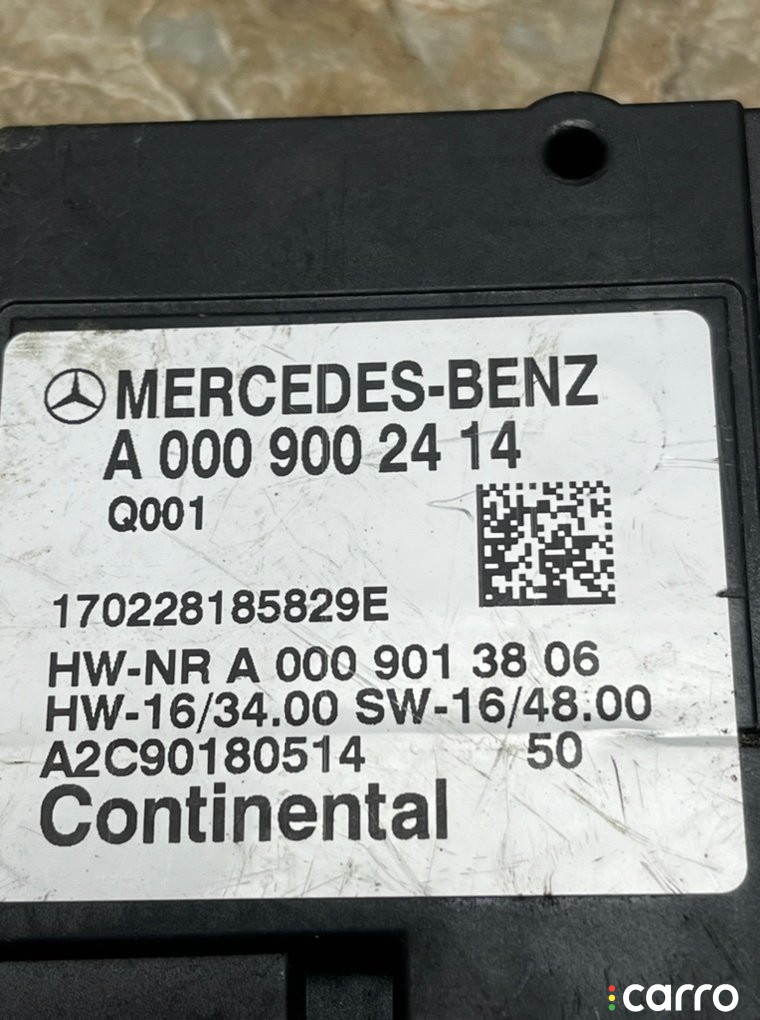 MERCEDES-BENZ
A 000 900 24 14
Q001
170228185829E
HW-NR A 000 901 38 06
HW-16/34.00 SW-16/48.00
A2C90180514 50
Continental
carro